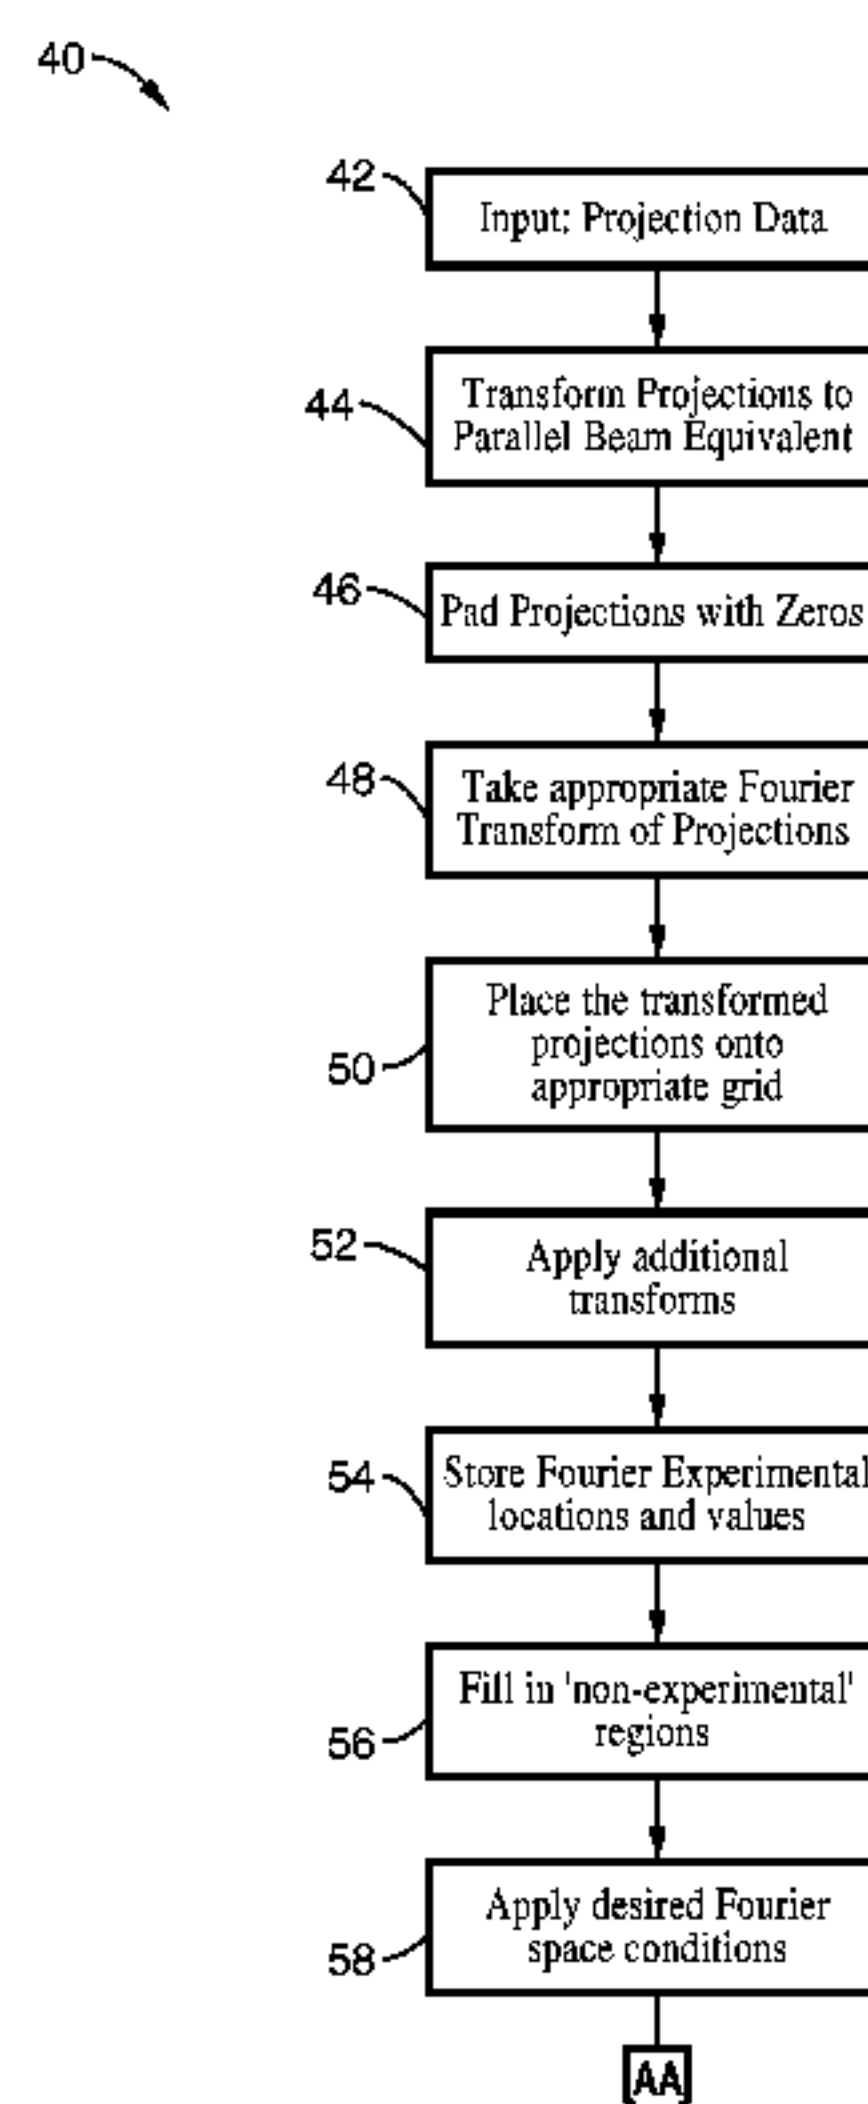 40
42
Input: Projection Data
44
Transform Projections to
Parallel Beam Equivalent
46
Pad Projections with Zeros
48
Take appropriate Fourier
Transform of Projections
50
Place the transformed
projections onto
appropriate grid
52
Apply additional
transforms
54
Store Fourier Experimental
locations and values
56
Fill in 'non-experimental'
regions
58
Apply desired Fourier
space conditions
AA